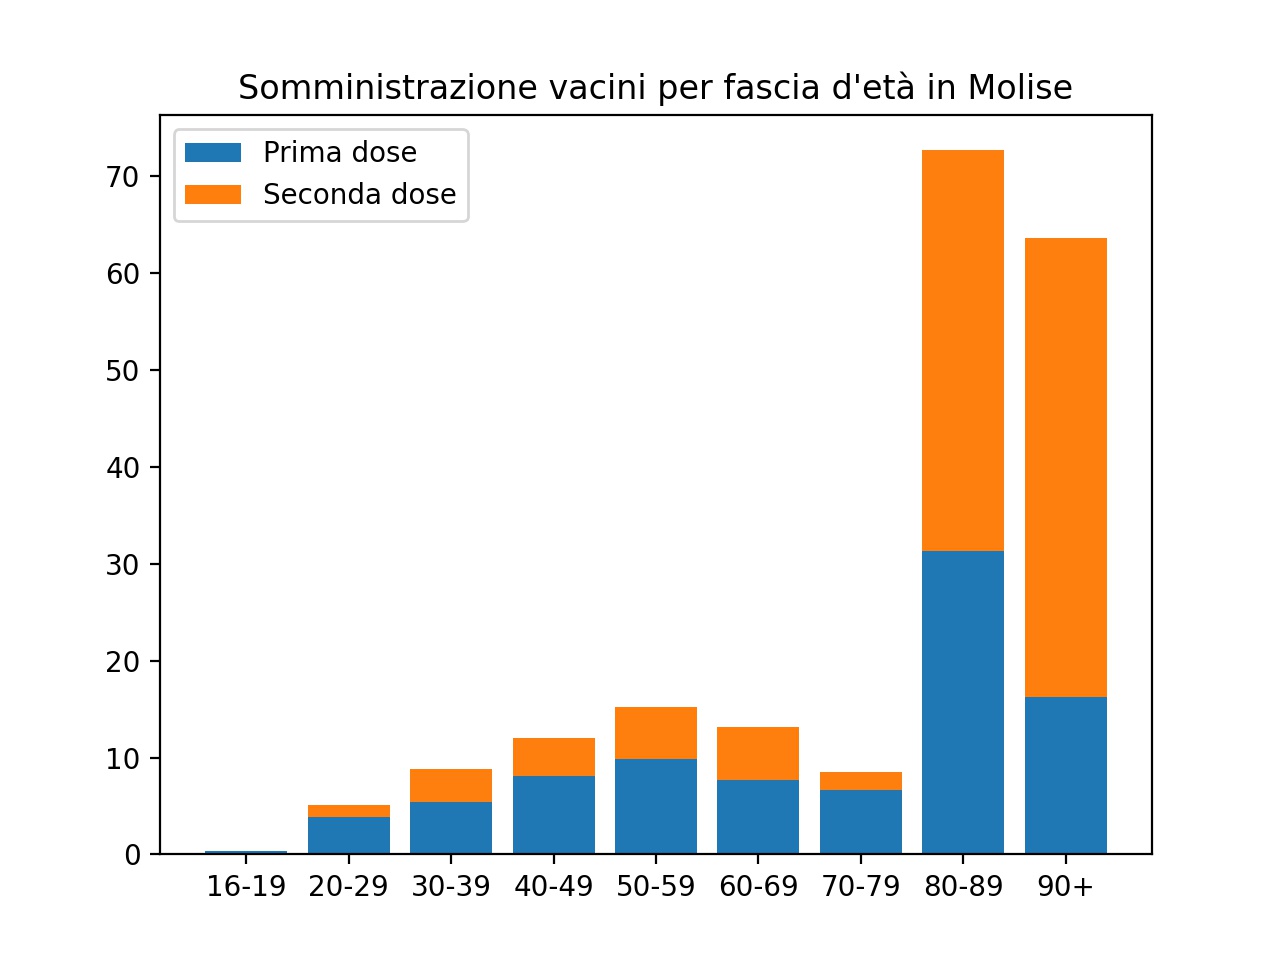 Somministrazione vacini per fascia d'età in Molise
Prima dose
Seconda dose
70
60
50
40
30
20
10
0
16-19 20-29 30-39 40-49 50-59 60-69 70-79 80-89 90+